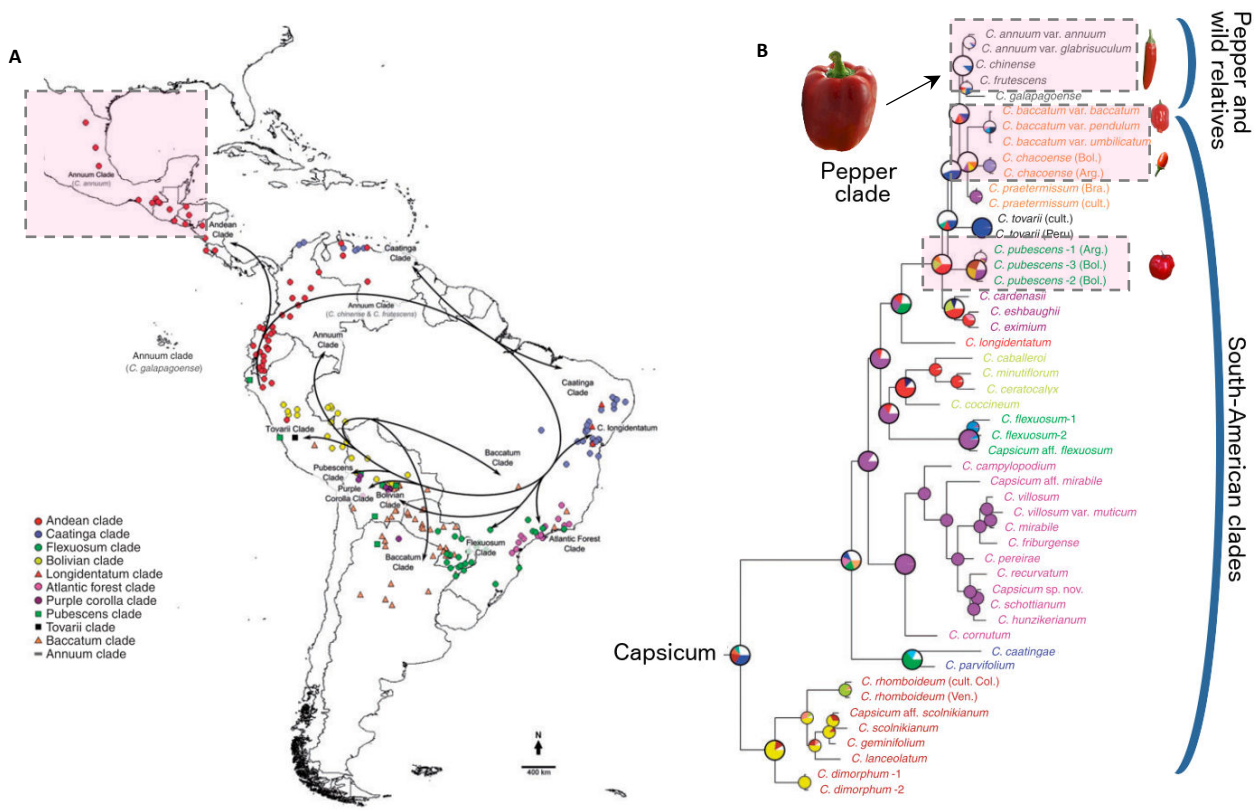 A
Annuum Clade
(C. annuum)
Andean
Clade
Caatinga
Clade
Annuum Clade
(C. chinense & C. frutescens)
Annuum
Clade
Annuum clade
(C. galapagoense)
Caatinga
Clade
C. longidentatum
Tovarii Clade
Baccatum
Clade
Pubescens
Clade
Purple
Corolla Clade
Bolivian
Clade
Flexuosum
Clade
Atlantic Forest
Clade
Baccatum
Clade
Andean clade
Caatinga clade
Flexuosum clade
Bolivian clade
Longidentatum clade
Atlantic forest clade
Purple corolla clade
Pubescens clade
Tovarii clade
Baccatum clade
Annuum clade
N
400 km
B
Pepper
clade
Capsicum
C. annuum var. annuum
C. annuum var. glabrisuculum
C. chinense
C. frutescens
C. galapagoense
C. baccatum var. baccatum
C. baccatum var. pendulum
C. baccatum var. umbilicatum
C. chacoense (Bol.)
C. chacoense (Arg.)
C. praetermissum (Bra.)
C. praetermissum (cult.)
C. tovarii (cult.)
C. tovarii (Peru)
C. pubescens -1 (Arg.)
C. pubescens -3 (Bol.)
C. pubescens -2 (Bol.)
C. cardenasii
C. eshbaughii
C. eximium
C. longidentatum
C. caballeroi
C. minutiflorum
C. ceratocalyx
C. coccineum
C. flexuosum-1
C. flexuosum-2
Capsicum aff. flexuosum
C. campylopodium
Capsicum aff. mirabile
C. villosum
C. villosum var. muticum
C. mirabile
C. friburgense
C. pereirae
C. recurvatum
Capsicum sp. nov.
C. schottianum
C. hunzikerianum
C. cornutum
C. caatingae
C. parvifolium
C. rhomboideum (cult. Col.)
C. rhomboideum (Ven.)
Capsicum aff. scolnikianum
C. scolnikianum
C. geminifolium
C. lanceolatum
C. dimorphum -1
C. dimorphum -2
Pepper and
wild relatives
South-American clades